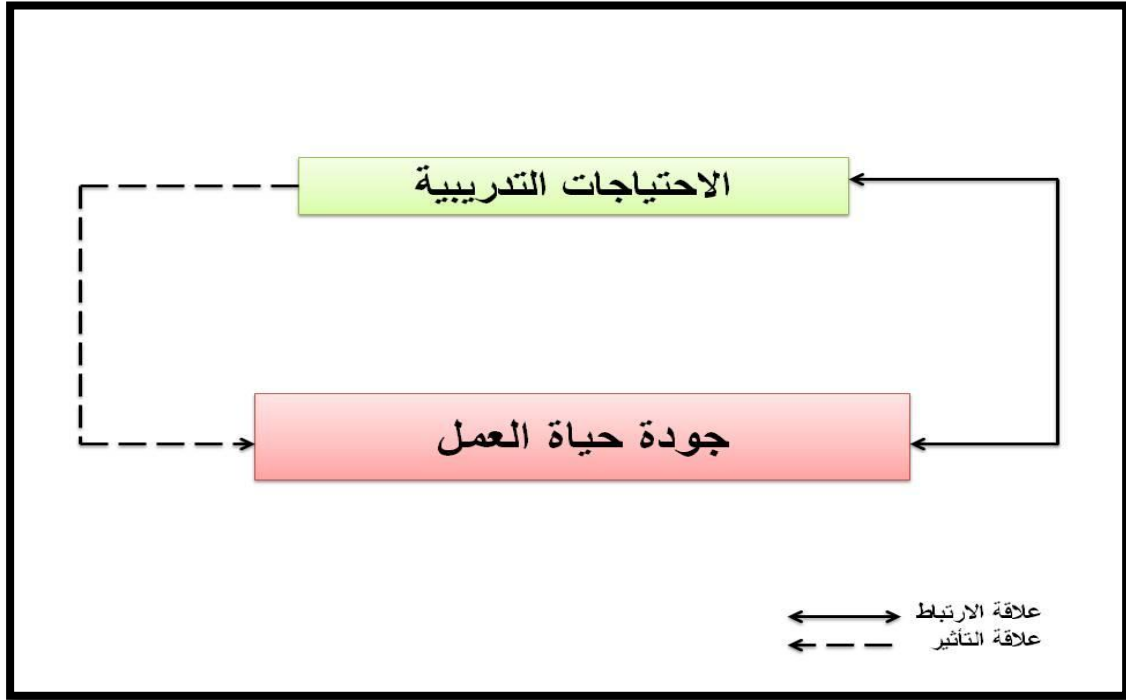 الاحتياجات التدريبية
جودة حياة العمل
علاقة الارتباط
علاقة التأثير